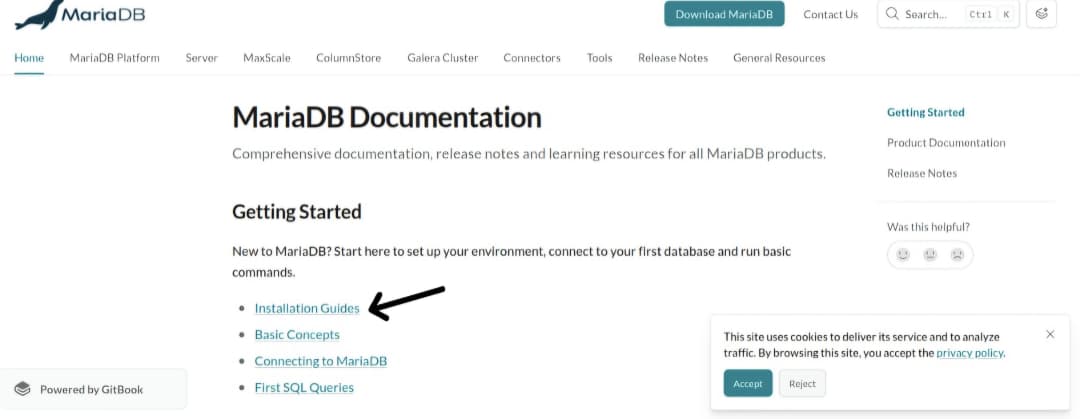 MariaDB
Download MariaDB
Contact Us
Search...
Ctrl
K
Home
MariaDB Platform
Server
MaxScale
ColumnStore
Galera Cluster
Connectors
Tools
Release Notes
General Resources
MariaDB Documentation
Comprehensive documentation, release notes and learning resources for all MariaDB products.
Getting Started
New to MariaDB? Start here to set up your environment, connect to your first database and run basic
commands.
Installation Guides
Basic Concepts
Connecting to MariaDB
First SQL Queries
Getting Started
Product Documentation
Release Notes
Was this helpful?
This site uses cookies to deliver its service and to analyze
traffic. By browsing this site, you accept the privacy policy.
Accept
Reject
Powered by GitBook